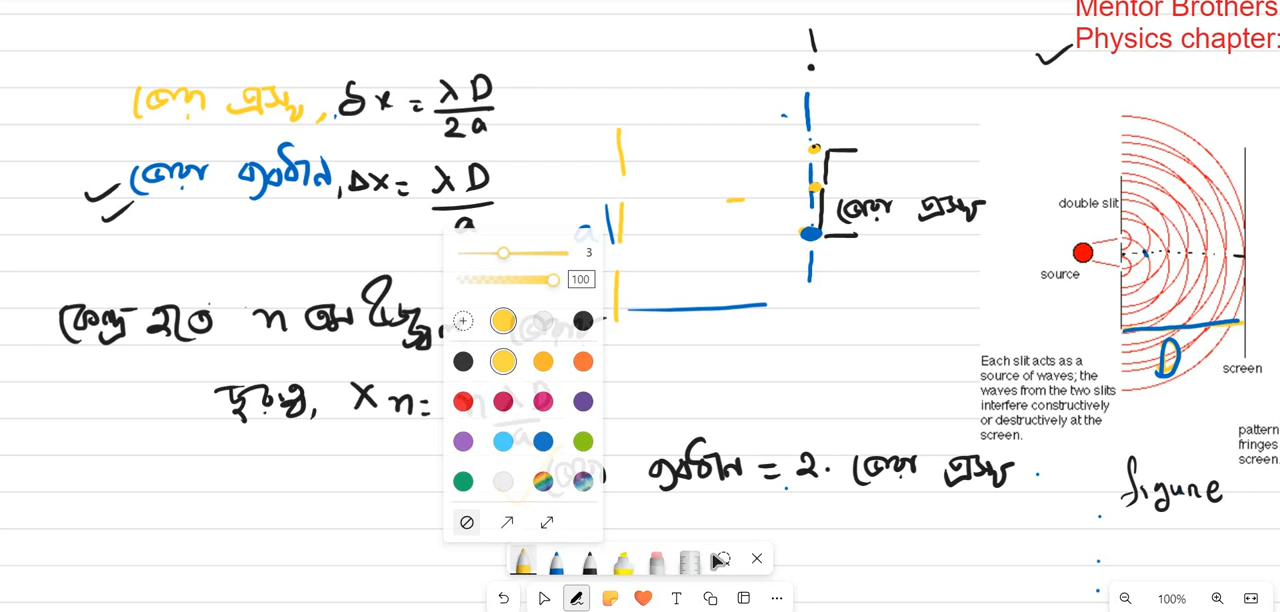 Mentor Brothers
Physics chapter:
ডোরা প্রস্থ, δx = λD/2a
ডোরা ব্যবধান, Δx = λD/a
a
ডোরা প্রস্থ
কেন্দ্র হতে n তম
দূরত্ব, Xn = nλD/a
ব্যবধান = 2. ডোরা প্রস্থ
double slit
source
D
screen
Each slit acts as a
source of waves; the
waves from the two slits
interfere constructively
or destructively at the
screen.
pattern
fringes
screen
figure
3
100
100%